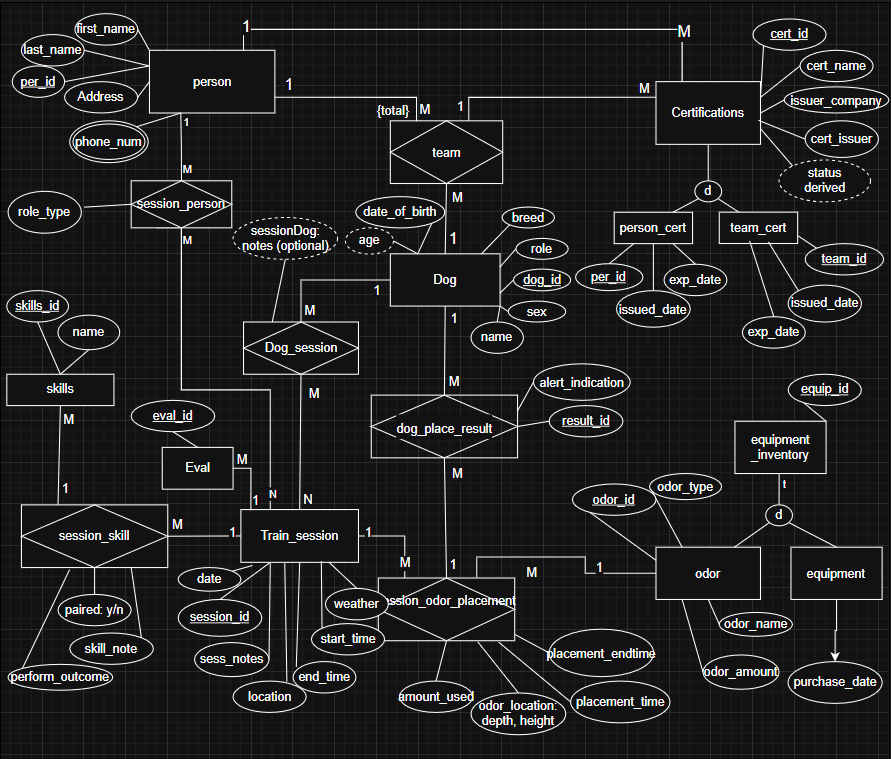 first_name
1
M
cert_id
last_name
cert_name
person
per_id
1
M
issuer_company
Address
{total}
M
1
Certifications
1
cert_issuer
phone_num
team
status
derived
M
d
session_person
M
role_type
date_of_birth
breed
person_cert
team_cert
sessionDog:
notes (optional)
age
1
role
M
team_id
Dog
per_id
exp_date
dog_id
1
skills_id
sex
issued_date
issued_date
M
1
name
exp_date
name
Dog_session
skills
M
alert_indication
equip_id
M
eval_id
M
result_id
dog_place_result
equipment
_inventory
Eval
M
M
odor_type
t
1
1
N
N
odor_id
d
session_skill
M
1
Train_session
1
M
1
M
1
odor
equipment
date
paired: y/n
session_id
weather
ession_odor_placement
start_time
odor_name
skill_note
sess_notes
placement_endtime
perform_outcome
end_time
odor_amount
location
amount_used
odor_location:
depth, height
placement_time
purchase_date